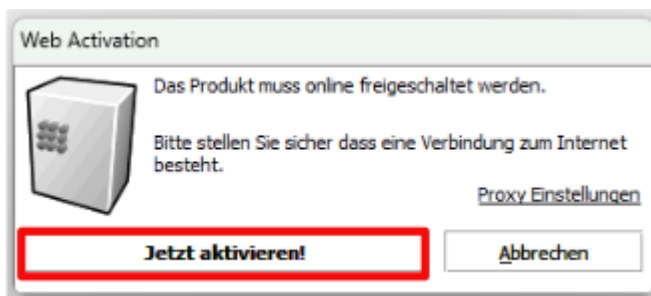 Web Activation
Das Produkt muss online freigeschaltet werden.
Bitte stellen Sie sicher dass eine Verbindung zum Internet
besteht.
Proxy Einstellungen
Jetzt aktivieren!
Abbrechen